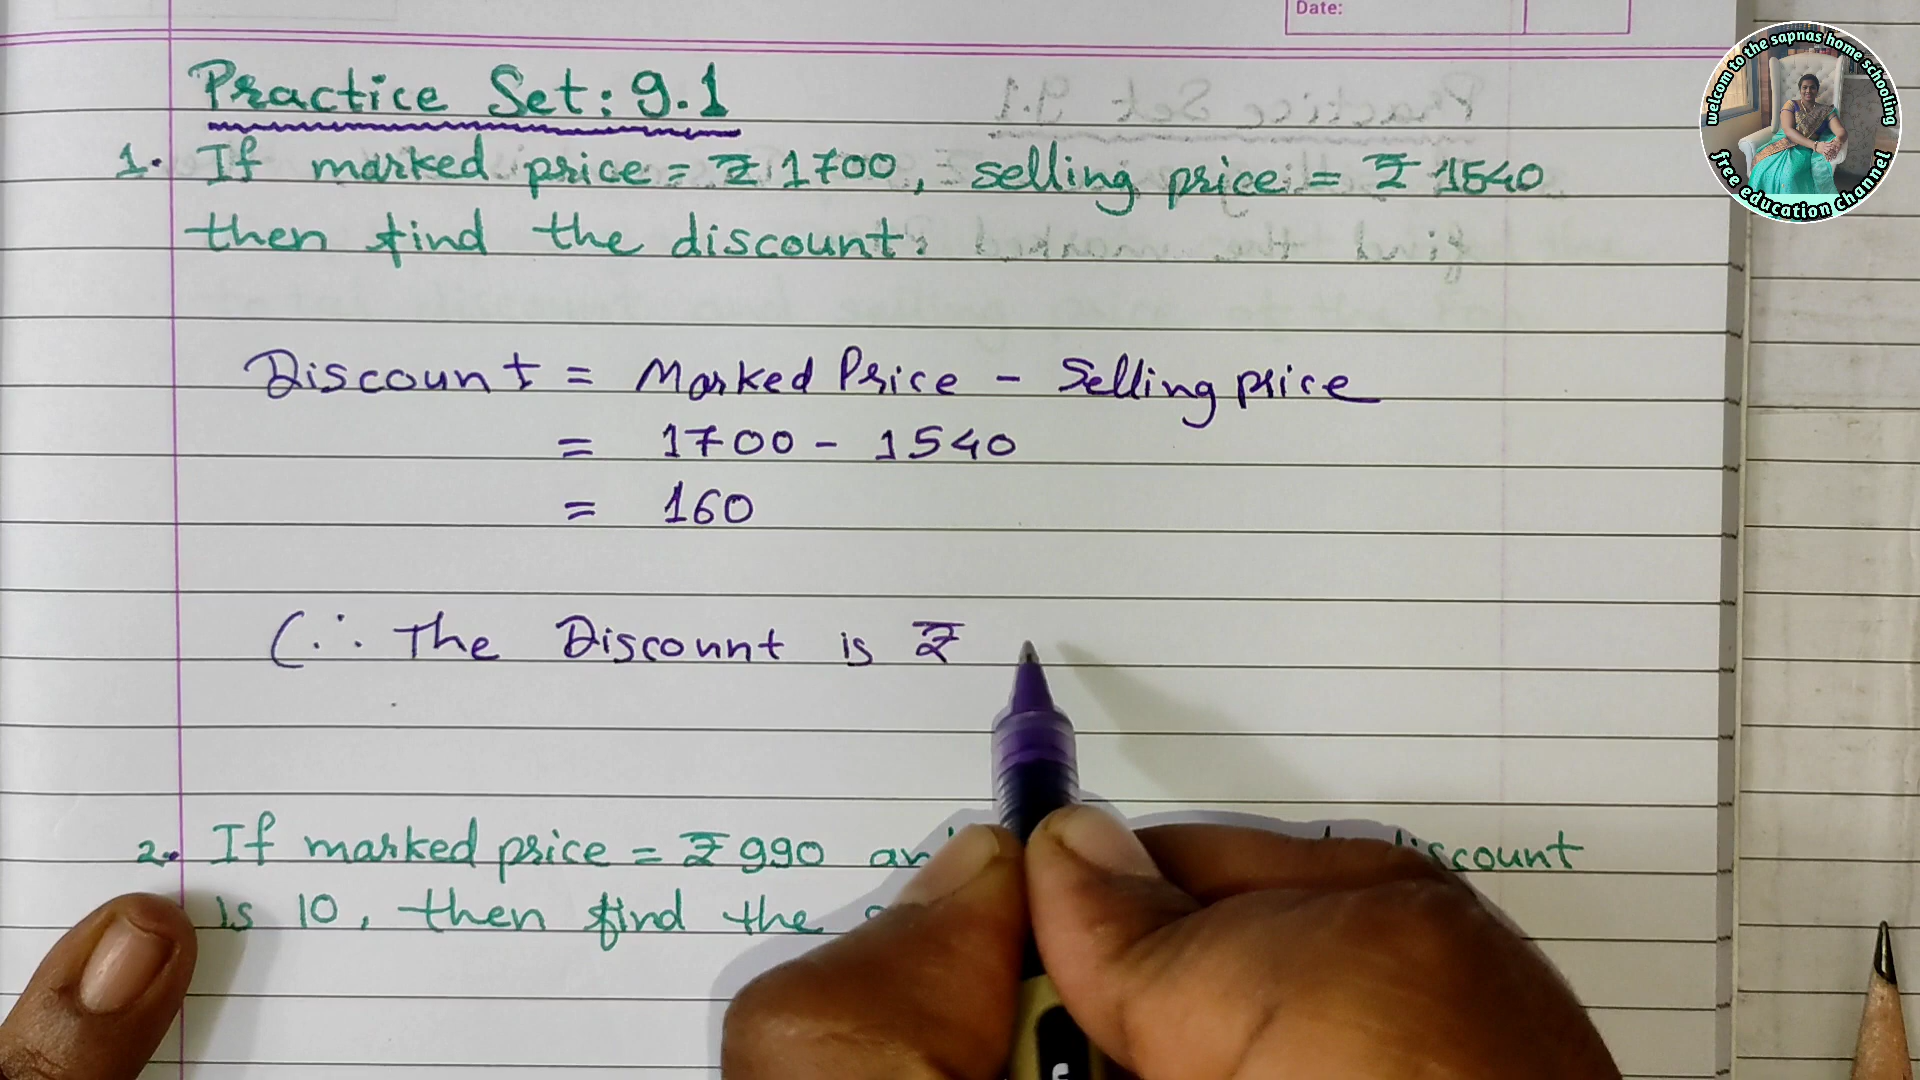 Date:
Practice Set: 9.1
1. If marked price = ₹ 1700, selling price = ₹ 1540
then find the discount.
Discount = Marked Price - Selling price
= 1700 - 1540
= 160
(∴ The Discount is ₹
2. If marked price = ₹ 990 discount
is 10, then find the
welcom to the sapnas home schooling
free education channel